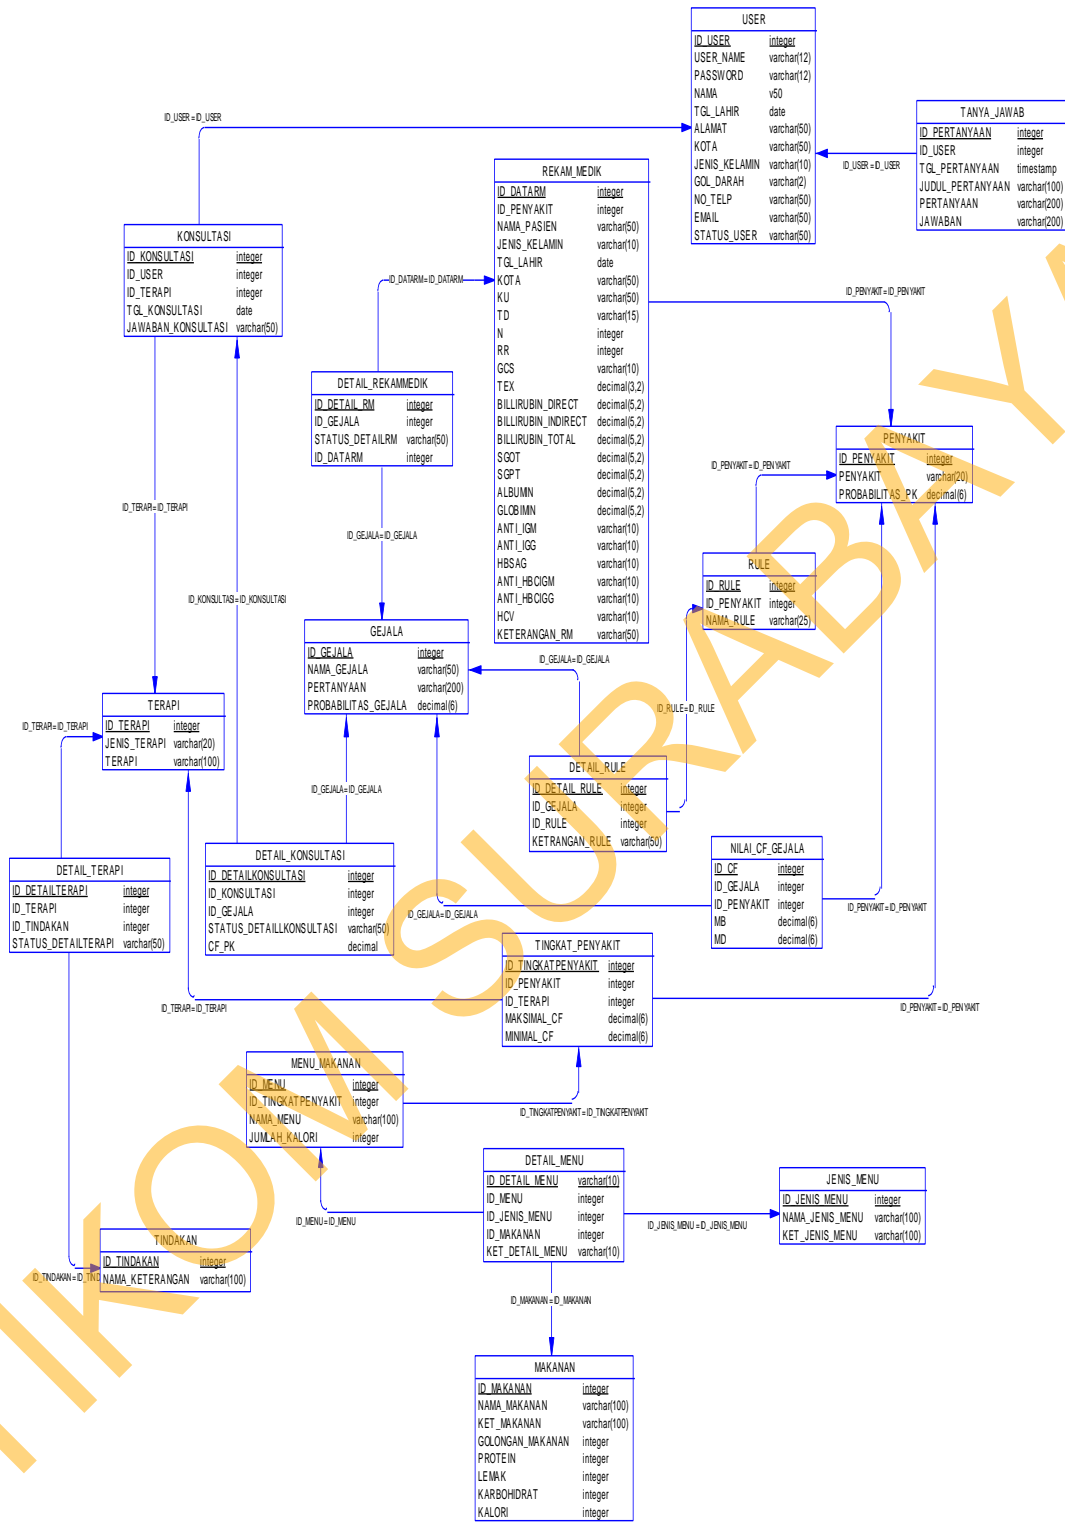 USER
ID_USER integer
USER_NAME varchar(12)
PASSWORD varchar(12)
NAMA v50
TGL_LAHIR date
ALAMAT varchar(50)
KOTA varchar(50)
JENIS_KELAMIN varchar(10)
GOL_DARAH varchar(2)
NO_TELP varchar(50)
EMAIL varchar(50)
STATUS_USER varchar(50)
TANYA_JAWAB
ID_PERTANYAAN integer
ID_USER integer
TGL_PERTANYAAN timestamp
JUDUL_PERTANYAAN varchar(100)
PERTANYAAN varchar(200)
JAWABAN varchar(200)
ID_USER = ID_USER
ID_USER = ID_USER
REKAM_MEDIK
ID_DATARM integer
ID_PENYAKIT integer
NAMA_PASIEN varchar(50)
JENIS_KELAMIN varchar(10)
TGL_LAHIR date
KOTA varchar(50)
KU varchar(50)
TD varchar(15)
N integer
RR integer
GCS varchar(10)
TEX decimal(3,2)
BILLIRUBIN_DIRECT decimal(5,2)
BILLIRUBIN_INDIRECT decimal(5,2)
BILLIRUBIN_TOTAL decimal(5,2)
SGOT decimal(5,2)
SGPT decimal(5,2)
ALBUMIN decimal(5,2)
GLOBIMIN decimal(5,2)
ANTI_IGM varchar(10)
ANTI_IGG varchar(10)
HBSAG varchar(10)
ANTI_HBCIGM varchar(10)
ANTI_HBCIGG varchar(10)
HCV varchar(10)
KETERANGAN_RM varchar(50)
KONSULTASI
ID_KONSULTASI integer
ID_USER integer
ID_TERAPI integer
TGL_KONSULTASI date
JAWABAN_KONSULTASI varchar(50)
ID_DATARM = ID_DATARM
ID_PENYAKIT = ID_PENYAKIT
DETAIL_REKAMMEDIK
ID_DETAIL_RM integer
ID_GEJALA integer
STATUS_DETAILRM varchar(50)
ID_DATARM integer
PENYAKIT
ID_PENYAKIT integer
PENYAKIT varchar(20)
PROBABILITAS_PK decimal(6)
ID_PENYAKIT = ID_PENYAKIT
ID_TERAPI = ID_TERAPI
ID_GEJALA = ID_GEJALA
RULE
ID_RULE integer
ID_PENYAKIT integer
NAMA_RULE varchar(25)
ID_KONSULTASI = ID_KONSULTASI
GEJALA
ID_GEJALA integer
NAMA_GEJALA varchar(50)
PERTANYAAN varchar(200)
PROBABILITAS_GEJALA decimal(6)
ID_GEJALA = ID_GEJALA
ID_RULE = ID_RULE
TERAPI
ID_TERAPI integer
JENIS_TERAPI varchar(20)
TERAPI varchar(100)
ID_TERAPI = ID_TERAPI
DETAIL_RULE
ID_DETAIL_RULE integer
ID_GEJALA integer
ID_RULE integer
KETRANGAN_RULE varchar(50)
ID_GEJALA = ID_GEJALA
NILAI_CF_GEJALA
ID_CF integer
ID_GEJALA integer
ID_PENYAKIT integer
MB decimal(6)
MD decimal(6)
DETAIL_TERAPI
ID_DETAILTERAPI integer
ID_TERAPI integer
ID_TINDAKAN integer
STATUS_DETAILTERAPI varchar(50)
DETAIL_KONSULTASI
ID_DETAILKONSULTASI integer
ID_KONSULTASI integer
ID_GEJALA integer
STATUS_DETAILLKONSULTASI varchar(50)
CF_PK decimal
ID_GEJALA = ID_GEJALA
ID_PENYAKIT = ID_PENYAKIT
TINGKAT_PENYAKIT
ID_TINGKATPENYAKIT integer
ID_PENYAKIT integer
ID_TERAPI integer
MAKSIMAL_CF decimal(6)
MINIMAL_CF decimal(6)
ID_TERAPI = ID_TERAPI
ID_PENYAKIT = ID_PENYAKIT
MENU_MAKANAN
ID_MENU integer
ID_TINGKATPENYAKIT integer
NAMA_MENU varchar(100)
JUMLAH_KALORI integer
ID_TINGKATPENYAKIT = ID_TINGKATPENYAKIT
DETAIL_MENU
ID_DETAIL_MENU varchar(10)
ID_MENU integer
ID_JENIS_MENU integer
ID_MAKANAN integer
KET_DETAIL_MENU varchar(10)
JENIS_MENU
ID_JENIS_MENU integer
NAMA_JENIS_MENU varchar(100)
KET_JENIS_MENU varchar(100)
ID_MENU = ID_MENU
ID_JENIS_MENU = ID_JENIS_MENU
TINDAKAN
ID_TINDAKAN integer
NAMA_KETERANGAN varchar(100)
ID_TINDAKAN = ID_TIND
ID_MAKANAN = ID_MAKANAN
MAKANAN
ID_MAKANAN integer
NAMA_MAKANAN varchar(100)
KET_MAKANAN varchar(100)
GOLONGAN_MAKANAN integer
PROTEIN integer
LEMAK integer
KARBOHIDRAT integer
KALORI integer
TIKOM SURABAYA